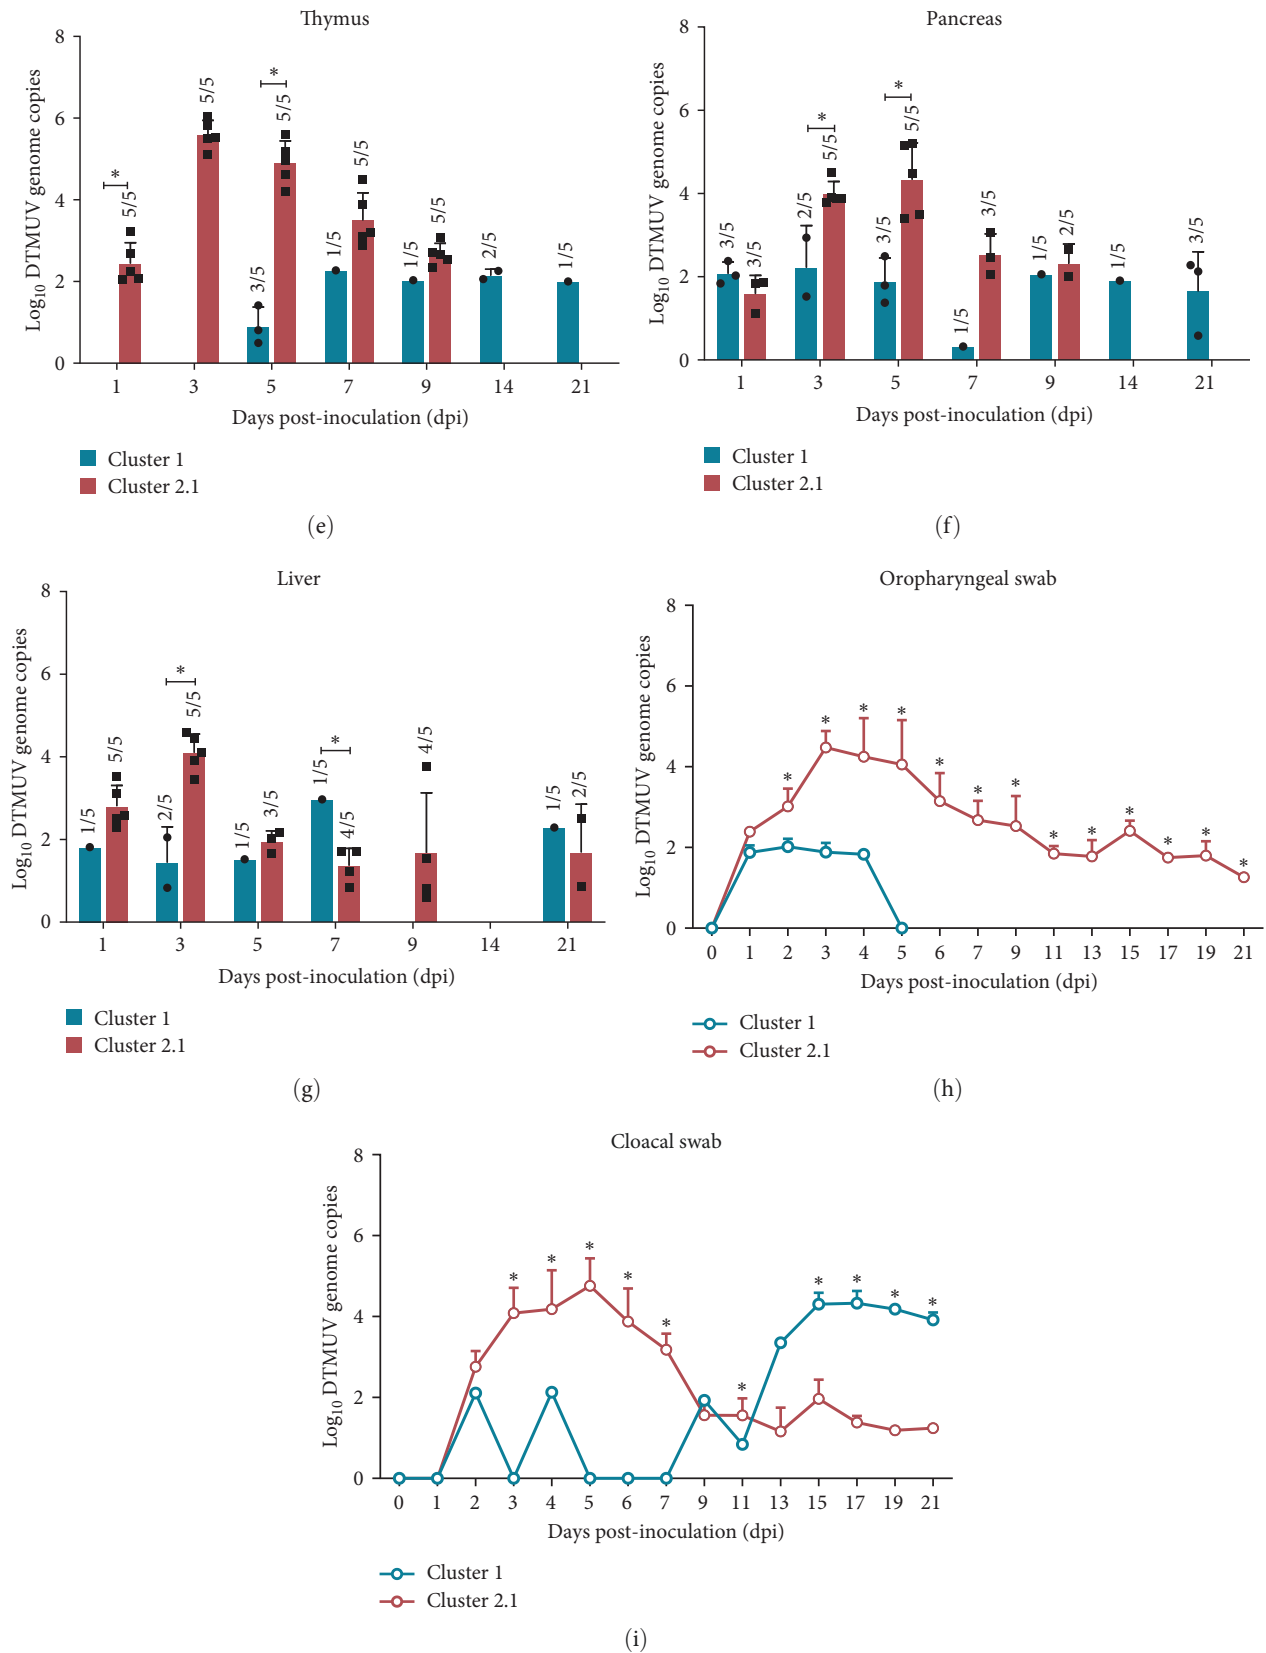 Thymus
Log10 DTMUV genome copies
8
6
4
2
0
*
5/5
5/5
3/5
*
5/5
1/5
5/5
1/5
5/5
2/5
1/5
1 3 5 7 9 14 21
Days post-inoculation (dpi)
Cluster 1
Cluster 2.1
(e)
Pancreas
Log10 DTMUV genome copies
8
6
4
2
0
3/5
3/5
2/5
*
5/5
3/5
*
5/5
1/5
3/5
1/5
2/5
1/5
3/5
1 3 5 7 9 14 21
Days post-inoculation (dpi)
Cluster 1
Cluster 2.1
(f)
Liver
Log10 DTMUV genome copies
8
6
4
2
0
1/5
5/5
2/5
*
5/5
1/5
3/5
1/5
*
4/5
4/5
1/5
2/5
1 3 5 7 9 14 21
Days post-inoculation (dpi)
Cluster 1
Cluster 2.1
(g)
Oropharyngeal swab
Log10 DTMUV genome copies
8
6
4
2
0
* * * * * * * * * * * * *
0 1 2 3 4 5 6 7 9 11 13 15 17 19 21
Days post-inoculation (dpi)
Cluster 1
Cluster 2.1
(h)
Cloacal swab
Log10 DTMUV genome copies
8
6
4
2
0
* * * * * * * * * *
0 1 2 3 4 5 6 7 9 11 13 15 17 19 21
Days post-inoculation (dpi)
Cluster 1
Cluster 2.1
(i)